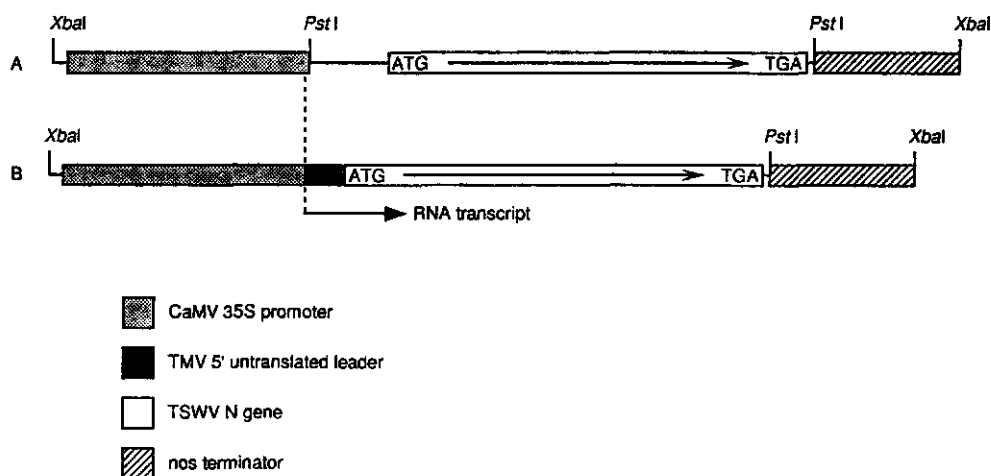 XbaI PstI PstI XbaI
A ATG TGA
XbaI PstI XbaI
B ATG TGA
RNA transcript
CaMV 35S promoter
TMV 5' untranslated leader
TSWV N gene
nos terminator